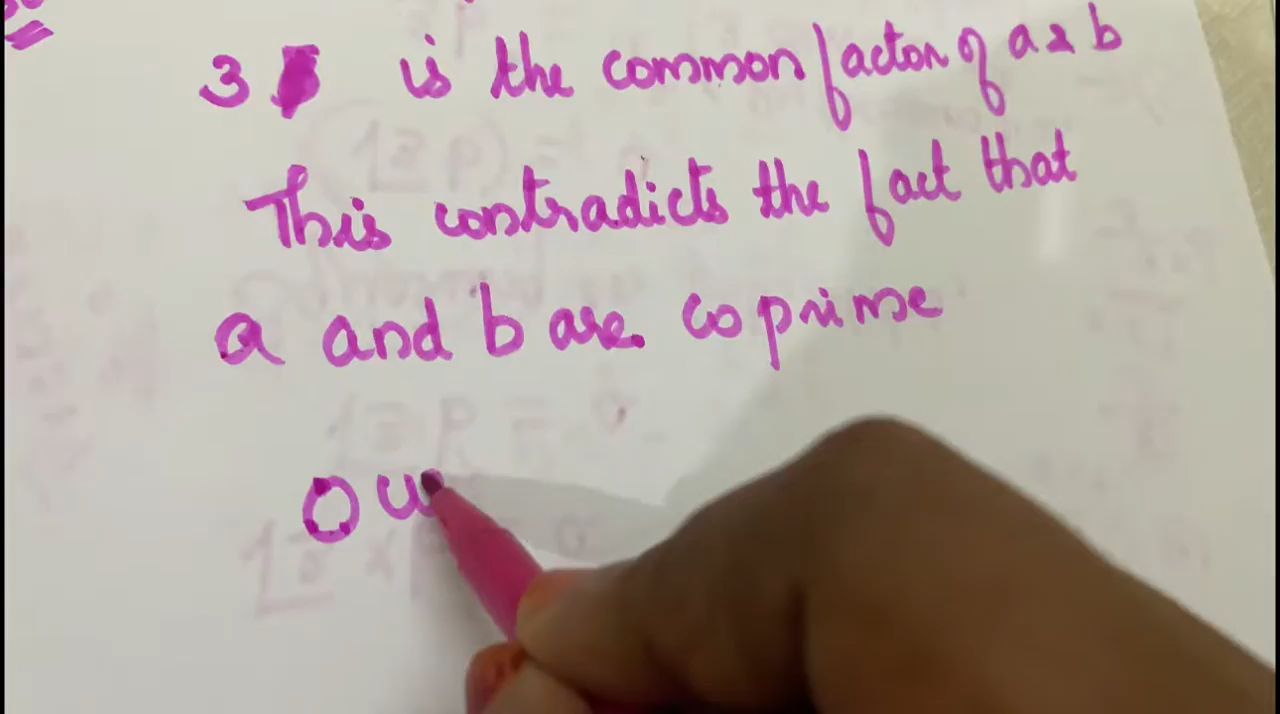 3 is the common factor of a & b
This contradicts the fact that
a and b are coprime
Ou